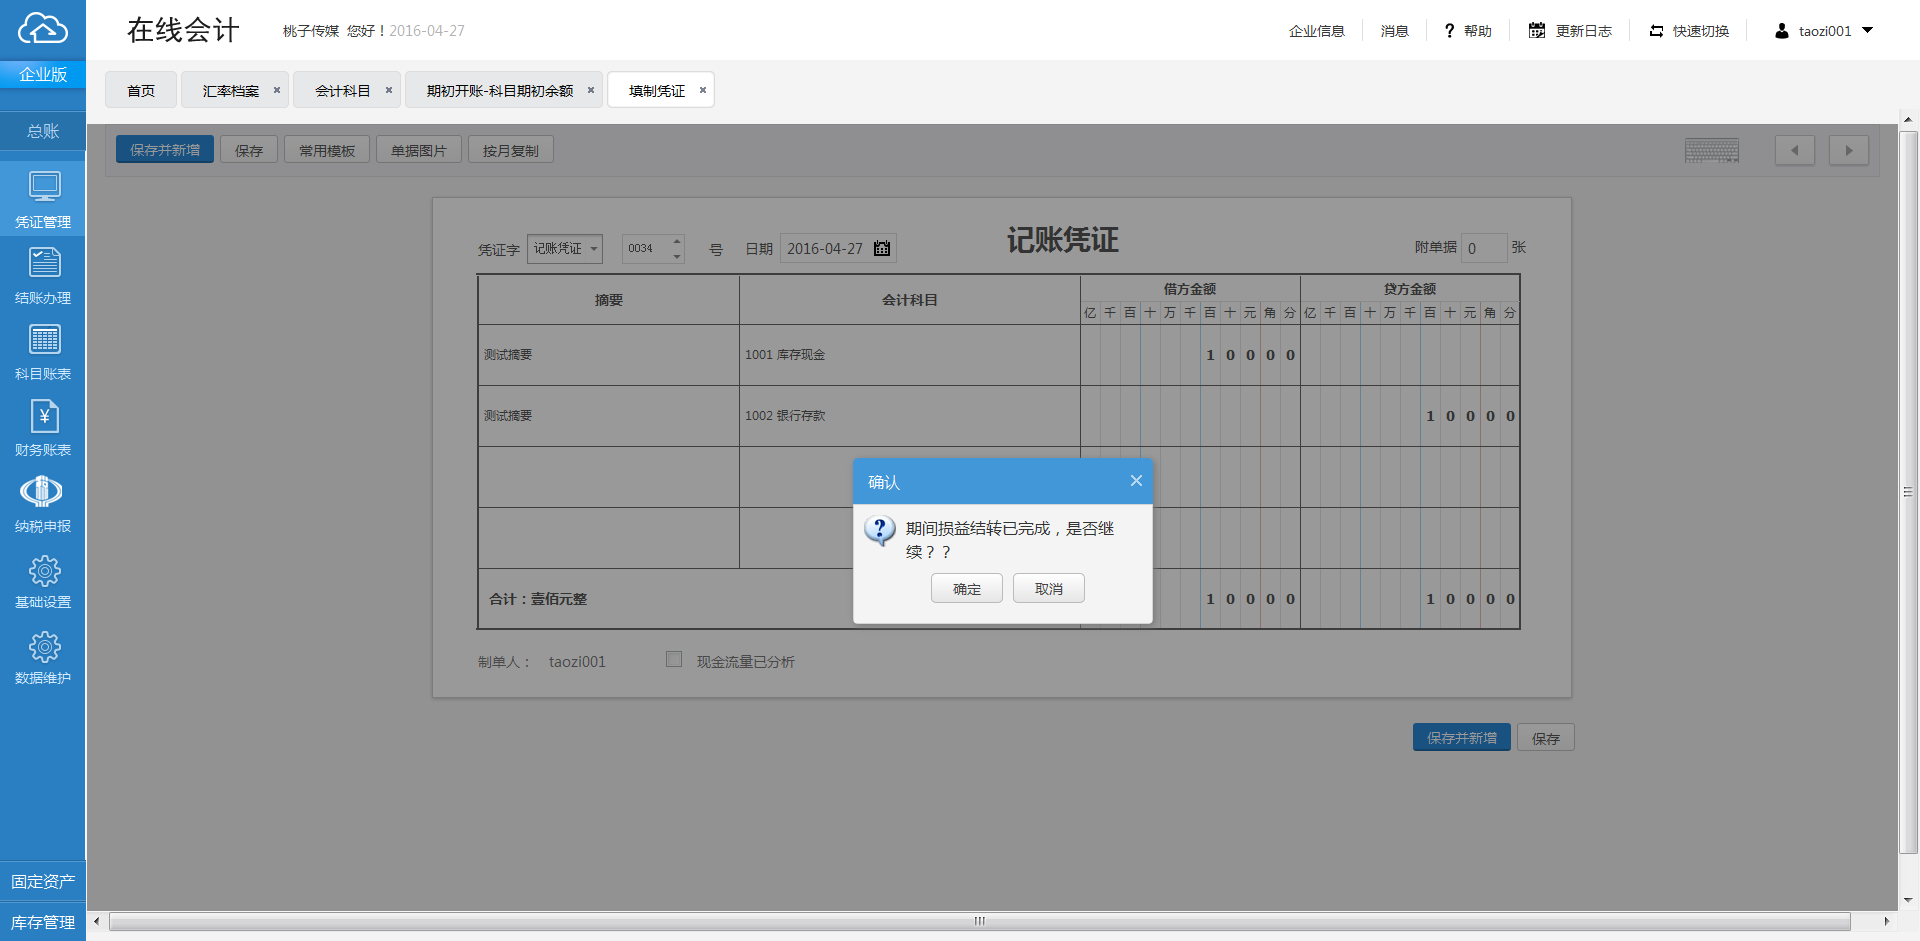 在线会计
桃子传媒 您好！2016-04-27
企业信息 消息 ? 帮助 更新日志 快速切换 taozi001
企业版
首页 汇率档案 × 会计科目 × 期初开账-科目期初余额 × 填制凭证 ×
总账
凭证管理
结账办理
科目账表
财务账表
纳税申报
基础设置
数据维护
固定资产
库存管理
保存并新增 保存 常用模板 单据图片 按月复制
记账凭证
凭证字 记账凭证 0034 号 日期 2016-04-27 附单据 0 张
摘要 会计科目 借方金额 贷方金额
亿 千 百 十 万 千 百 十 元 角 分 亿 千 百 十 万 千 百 十 元 角 分
测试摘要 1001 库存现金 1 0 0 0 0
测试摘要 1002 银行存款 1 0 0 0 0
合计：壹佰元整 1 0 0 0 0 1 0 0 0 0
制单人： taozi001 现金流量已分析
保存并新增 保存
确认 ×
期间损益结转已完成，是否继
续？？
确定 取消